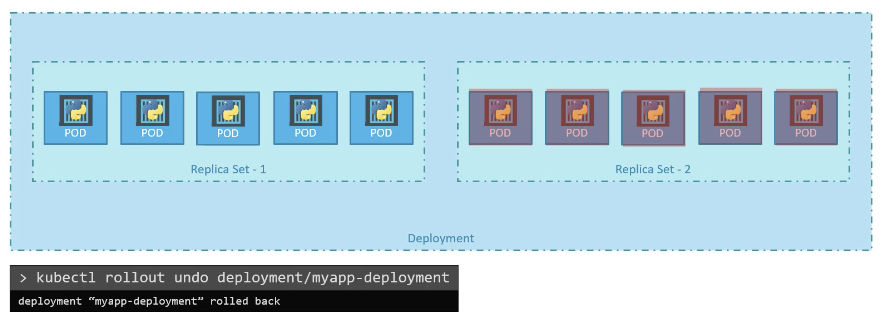 POD POD POD POD POD POD POD POD POD POD
Replica Set - 1 Replica Set - 2
Deployment
> kubectl rollout undo deployment/myapp-deployment
deployment “myapp-deployment” rolled back